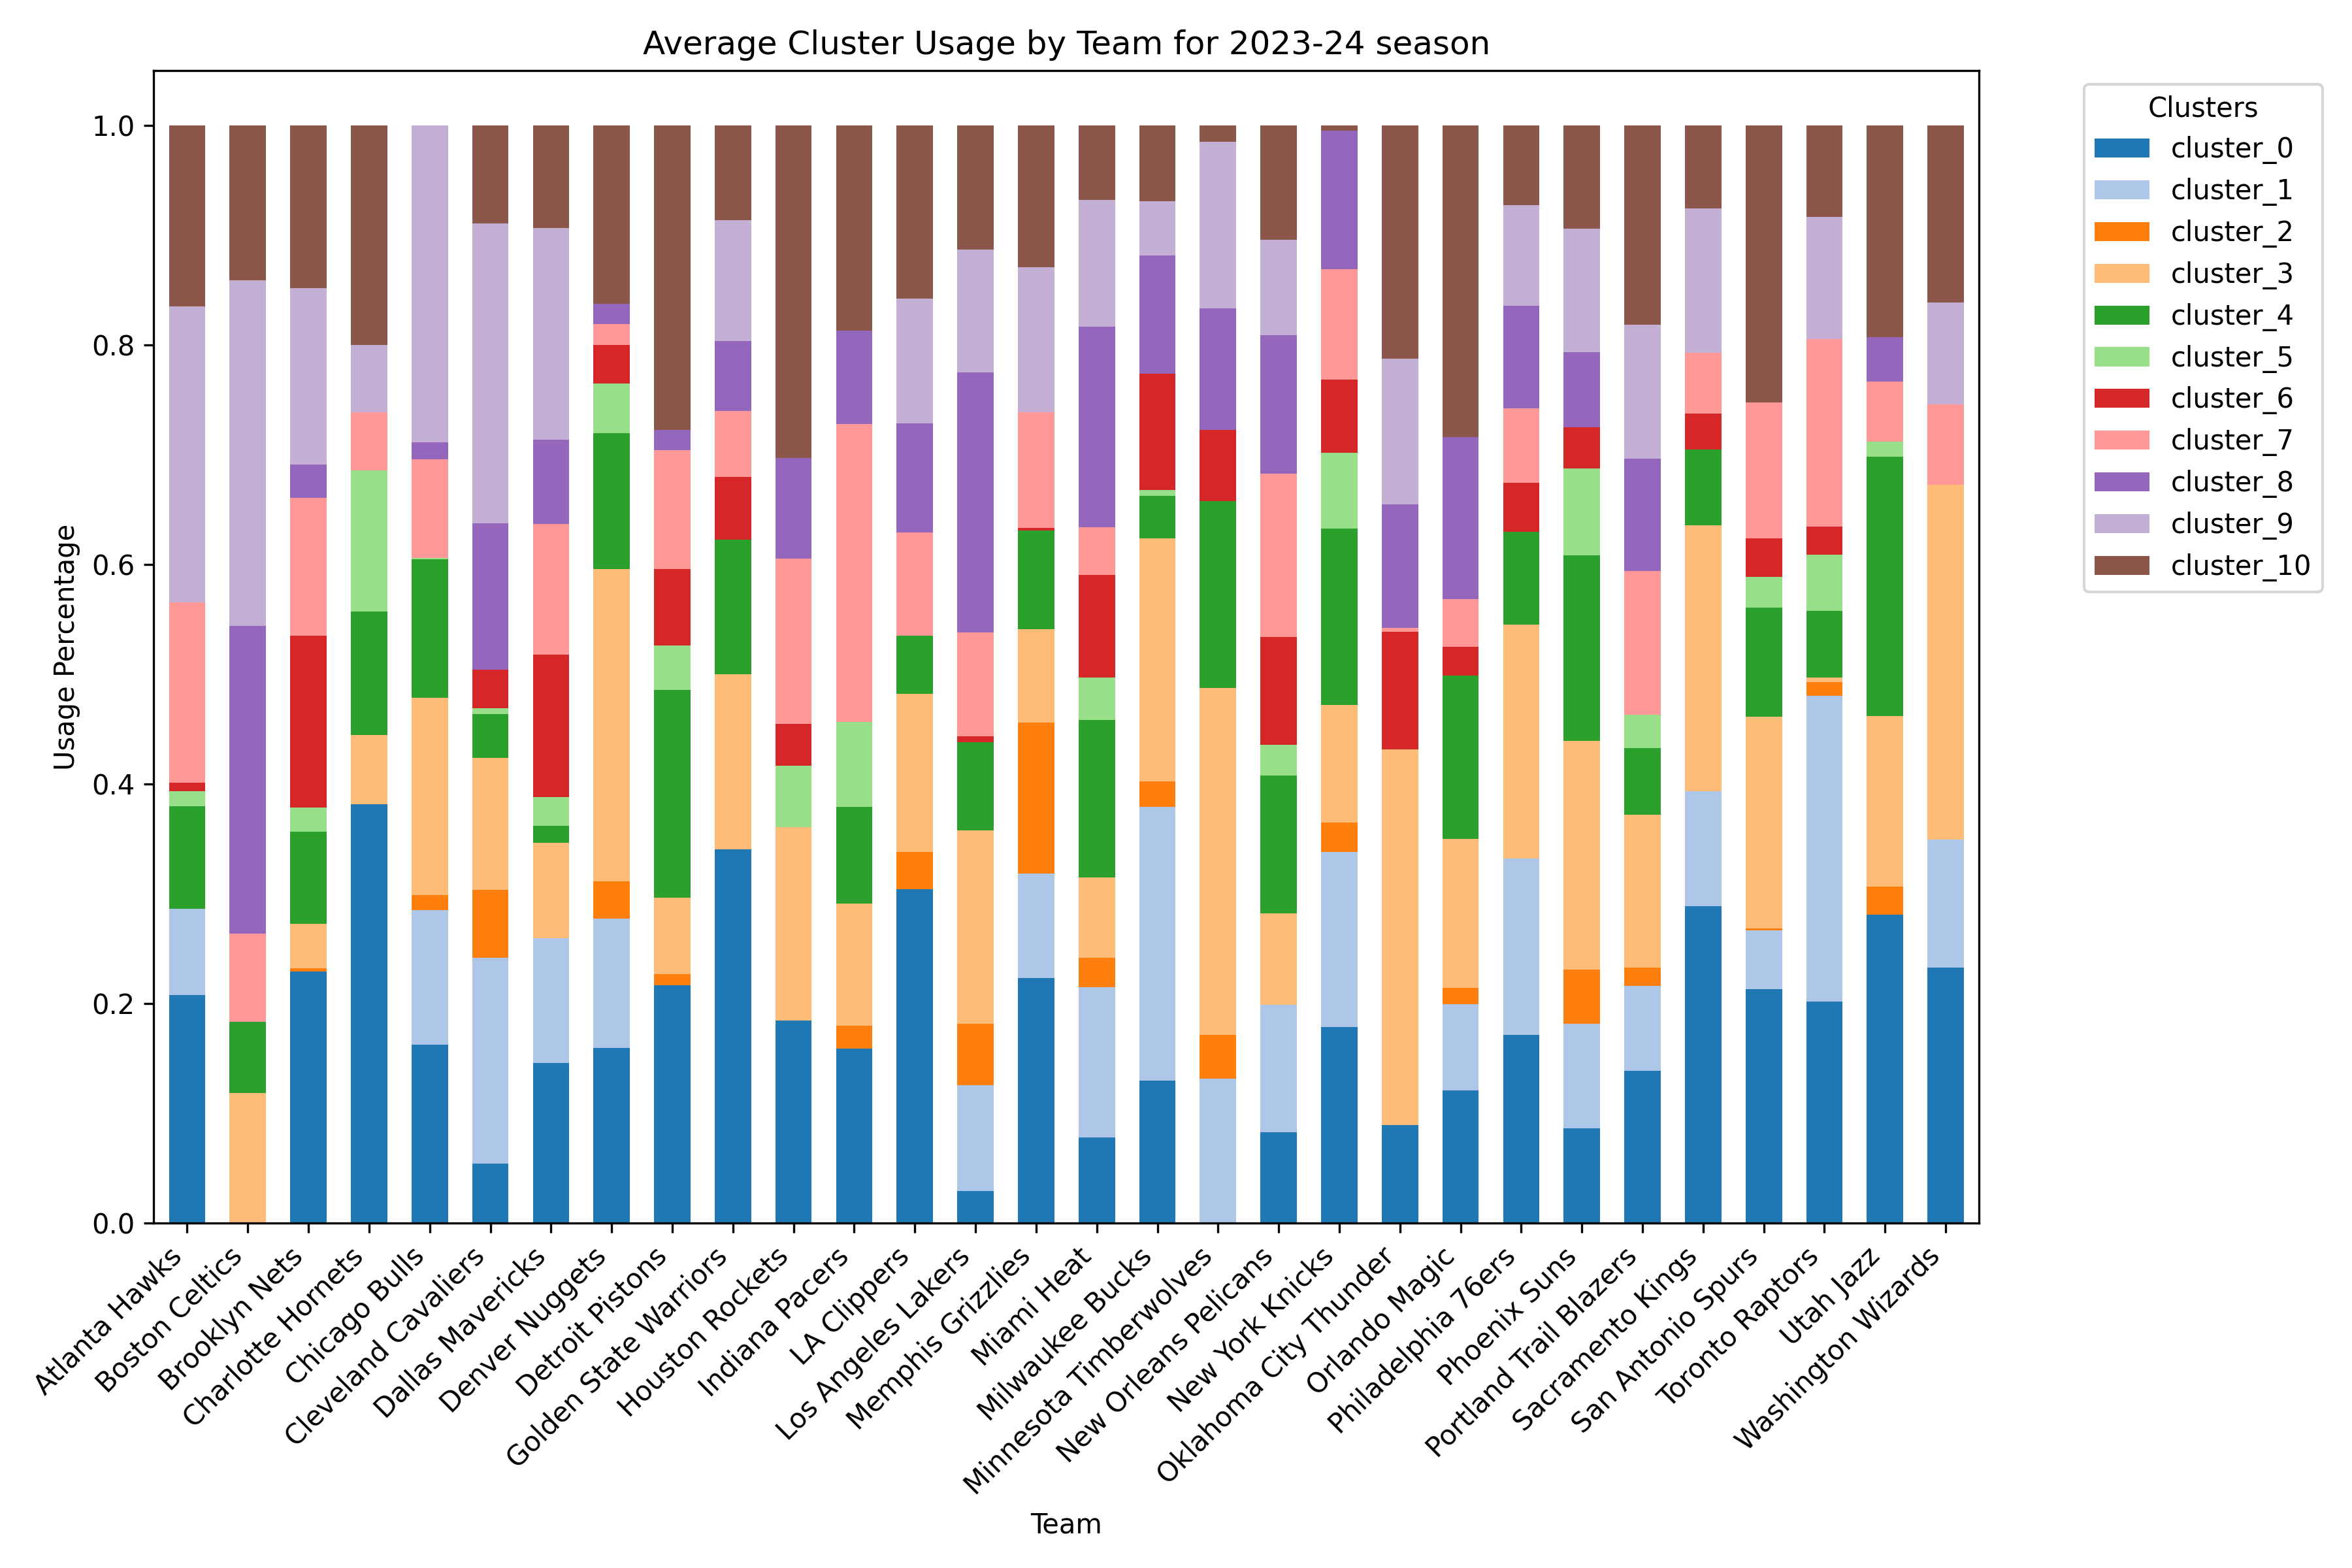 Average Cluster Usage by Team for 2023-24 season
Clusters
cluster_0
cluster_1
cluster_2
cluster_3
cluster_4
cluster_5
cluster_6
cluster_7
cluster_8
cluster_9
cluster_10
Usage Percentage
1.0
0.8
0.6
0.4
0.2
0.0
Atlanta Hawks
Boston Celtics
Brooklyn Nets
Charlotte Hornets
Chicago Bulls
Cleveland Cavaliers
Dallas Mavericks
Denver Nuggets
Detroit Pistons
Golden State Warriors
Houston Rockets
Indiana Pacers
LA Clippers
Los Angeles Lakers
Memphis Grizzlies
Miami Heat
Milwaukee Bucks
Minnesota Timberwolves
New Orleans Pelicans
New York Knicks
Oklahoma City Thunder
Orlando Magic
Philadelphia 76ers
Phoenix Suns
Portland Trail Blazers
Sacramento Kings
San Antonio Spurs
Toronto Raptors
Utah Jazz
Washington Wizards
Team